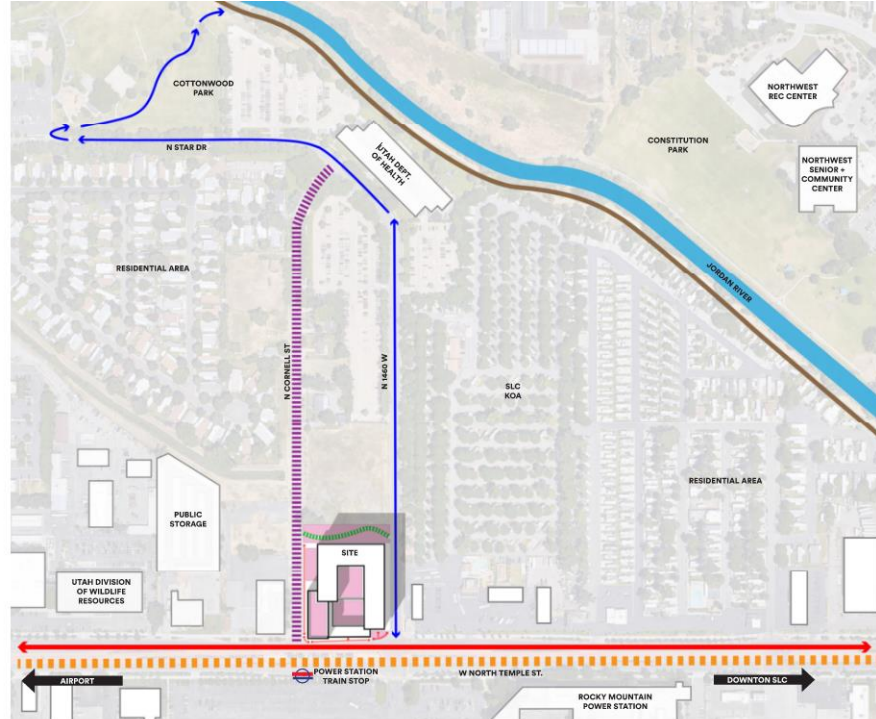 COTTONWOOD
PARK
NORTHWEST
REC CENTER
N STAR DR
UTAH DEPT.
OF HEALTH
CONSTITUTION
PARK
NORTHWEST
SENIOR +
COMMUNITY
CENTER
RESIDENTIAL AREA
JORDAN RIVER
N CORNELL ST
N 1460 W
SLC
KOA
RESIDENTIAL AREA
PUBLIC
STORAGE
SITE
UTAH DIVISION
OF WILDLIFE
RESOURCES
POWER STATION
TRAIN STOP
W NORTH TEMPLE ST.
AIRPORT
DOWNTON SLC
ROCKY MOUNTAIN
POWER STATION